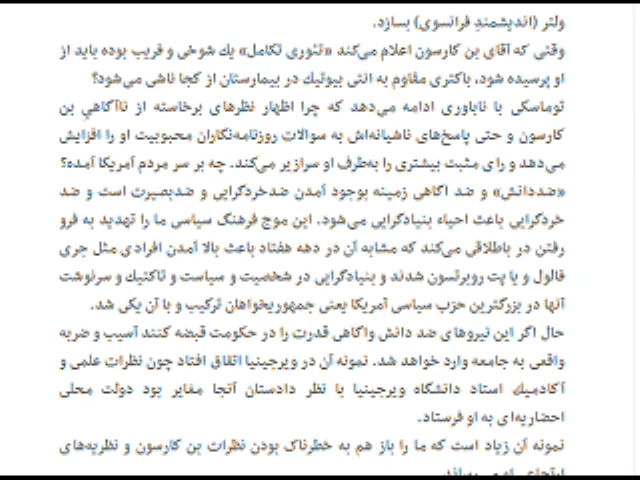 ولتر (اندیشمندِ فرانسوی) بسازد.
وقتی که آقای بن کارسون اعلام می‌کند «تئوری تکامل» یك شوخی و فریب بوده باید از
او پرسیده شود، باکتری مقاوم به انتی بیوتیك در بیمارستان از کجا ناشی می‌شود؟
توماسکی با ناباوری ادامه می‌دهد که چرا اظهار نظرهای برخاسته از ناآگاهیِ بن
کارسون و حتی پاسخ‌های ناشیانه‌اش به سوالات روزنامه‌نگاران محبوبیت او را افزایش
می‌دهد و رای مثبت بیشتری را به‌طرف او سرازیر می‌کند. چه بر سر مردم آمریکا آمده؟
«ضددانش» و ضد اگاهی زمینه بوجود آمدن ضدخردگرایی و ضدبصیرت است و ضد
خردگرایی باعث احیاء بنیادگرایی می‌شود. این موج فرهنگ سیاسی ما را تهدید به فرو
رفتن در باطلاقی می‌کند که مشابه آن در دهه هفتاد باعث بالا آمدن افرادی مثل جری
فالول و یا پت روبرتسون شدند و بنیادگرایی در شخصیت و سیاست و تاکتیك و سرنوشت
آنها در بزرگترین حزب سیاسی آمریکا یعنی جمهوریخواهان ترکیب و با آن یکی شد.
حال اگر این نیروهای ضد دانش واگاهی قدرت را در حکومت قبضه کنند آسیب و ضربه
واقعی به جامعه وارد خواهد شد. نمونه آن در ویرجینیا اتفاق افتاد چون نظراتِ علمی و
آکادمیك استاد دانشگاه ویرجینیا با نظر دادستان آنجا مغایر بود دولت محلی
احضاریه‌ای به او فرستاد.
نمونه آن زیاد است که ما را باز هم به خطرناک بودن نظرات بن کارسون و نظریه‌های